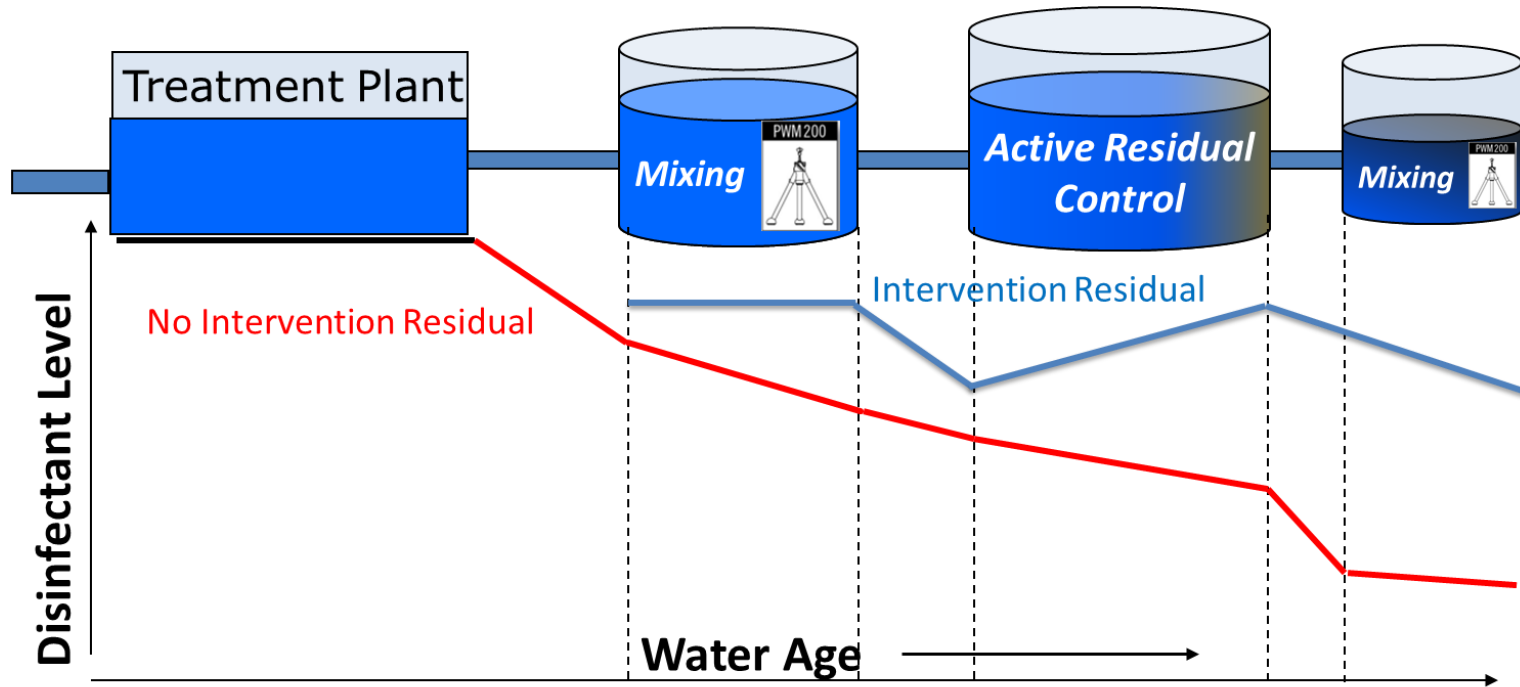 Treatment Plant
PWM200
Mixing
Active Residual
Control
PWM200
Mixing
No Intervention Residual
Intervention Residual
Disinfectant Level
Water Age